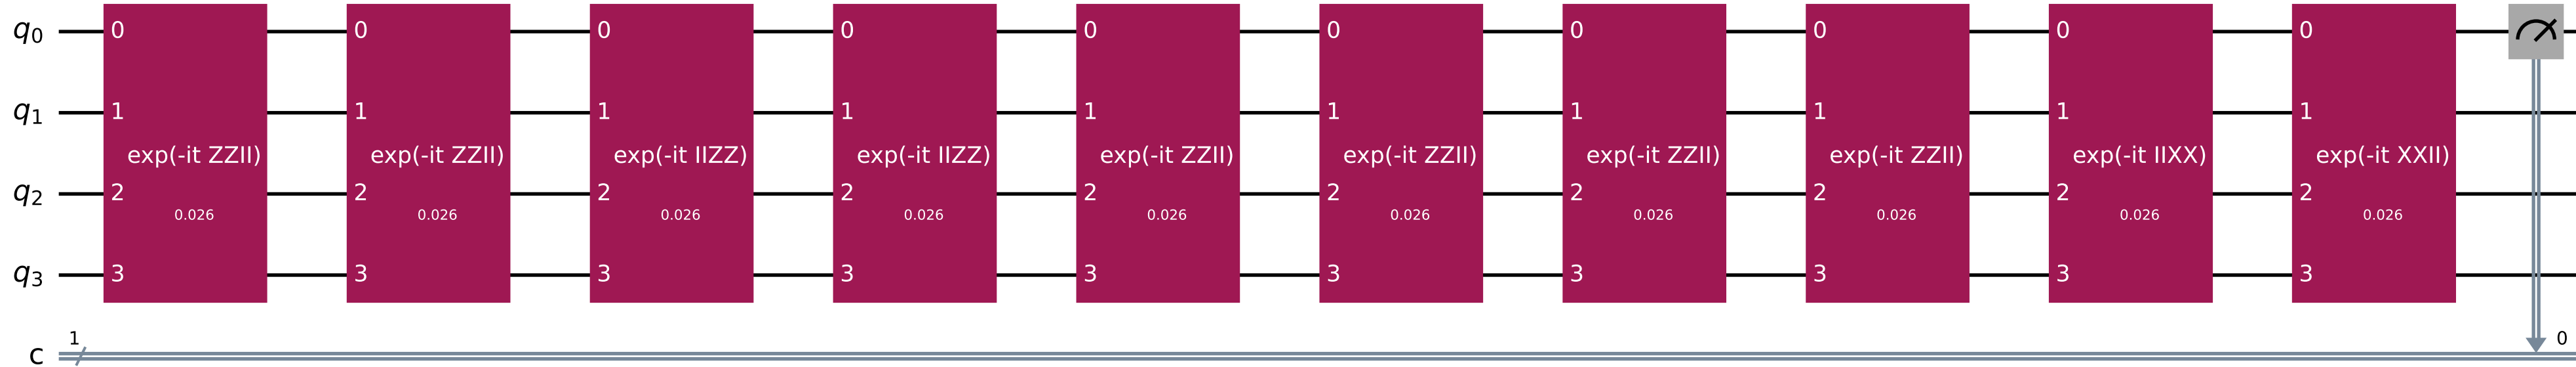 q0 0 0 0 0 0 0 0 0 0 0
q1 1 1 1 1 1 1 1 1 1 1
exp(-it ZZII) exp(-it ZZII) exp(-it IIZZ) exp(-it IIZZ) exp(-it ZZII) exp(-it ZZII) exp(-it ZZII) exp(-it ZZII) exp(-it IIXX) exp(-it XXII)
q2 2 2 2 2 2 2 2 2 2 2
0.026 0.026 0.026 0.026 0.026 0.026 0.026 0.026 0.026 0.026
q3 3 3 3 3 3 3 3 3 3 3
1 0
c